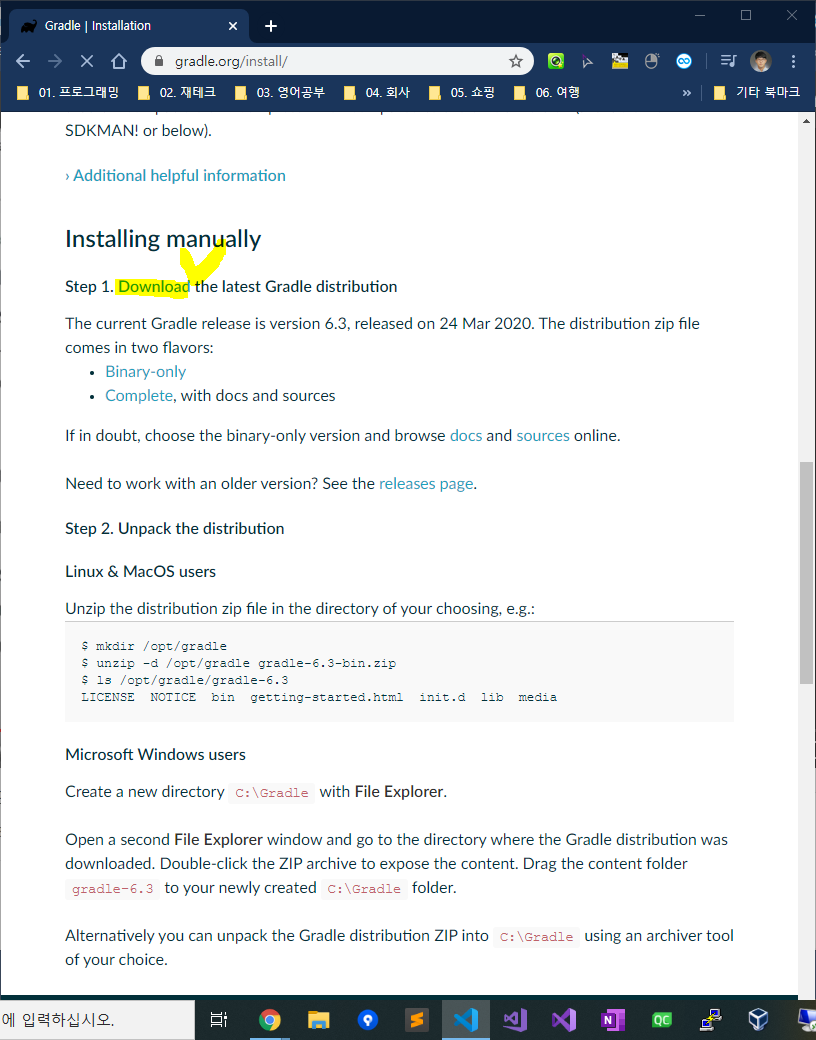 Gradle | Installation
gradle.org/install/
01. 프로그래밍 02. 재테크 03. 영어공부 04. 회사 05. 쇼핑 06. 여행 » 기타 북마크
SDKMAN! or below).
› Additional helpful information
Installing manually
Step 1. Download the latest Gradle distribution
The current Gradle release is version 6.3, released on 24 Mar 2020. The distribution zip file
comes in two flavors:
• Binary-only
• Complete, with docs and sources
If in doubt, choose the binary-only version and browse docs and sources online.
Need to work with an older version? See the releases page.
Step 2. Unpack the distribution
Linux & MacOS users
Unzip the distribution zip file in the directory of your choosing, e.g.:
$ mkdir /opt/gradle
$ unzip -d /opt/gradle gradle-6.3-bin.zip
$ ls /opt/gradle/gradle-6.3
LICENSE NOTICE bin getting-started.html init.d lib media
Microsoft Windows users
Create a new directory C:\Gradle with File Explorer.
Open a second File Explorer window and go to the directory where the Gradle distribution was
downloaded. Double-click the ZIP archive to expose the content. Drag the content folder
gradle-6.3 to your newly created C:\Gradle folder.
Alternatively you can unpack the Gradle distribution ZIP into C:\Gradle using an archiver tool
of your choice.
에 입력하십시오.
N QC